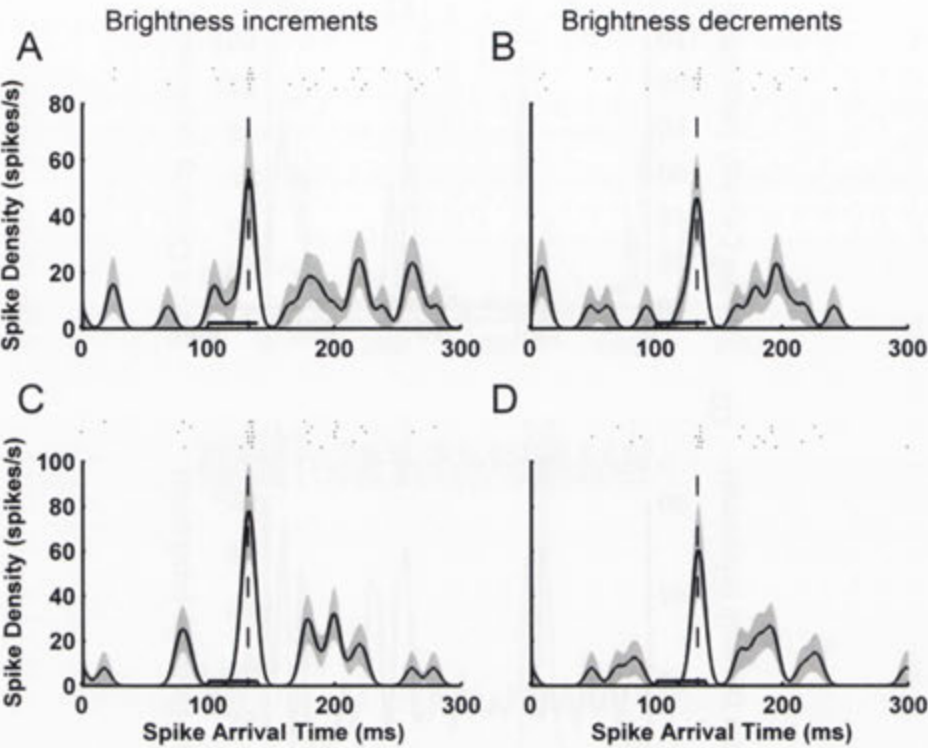 Brightness increments
Brightness decrements
A
B
Spike Density (spikes/s)
80
60
40
20
0
0 100 200 300
0 100 200 300
C
D
Spike Density (spikes/s)
100
80
60
40
20
0
0 100 200 300
0 100 200 300
Spike Arrival Time (ms)
Spike Arrival Time (ms)